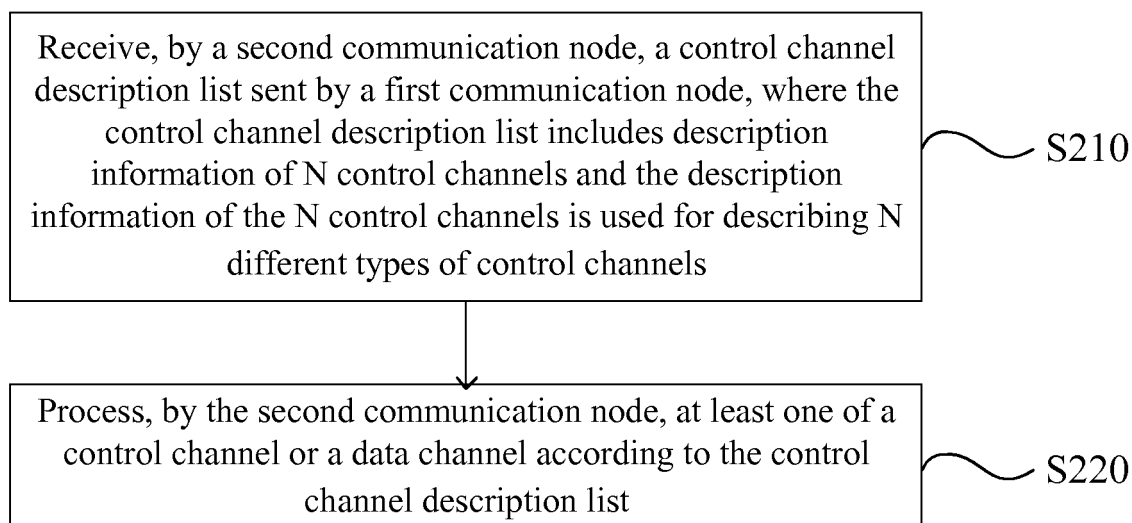 Receive, by a second communication node, a control channel
description list sent by a first communication node, where the
control channel description list includes description
information of N control channels and the description
information of the N control channels is used for describing N
different types of control channels
S210
Process, by the second communication node, at least one of a
control channel or a data channel according to the control
channel description list
S220